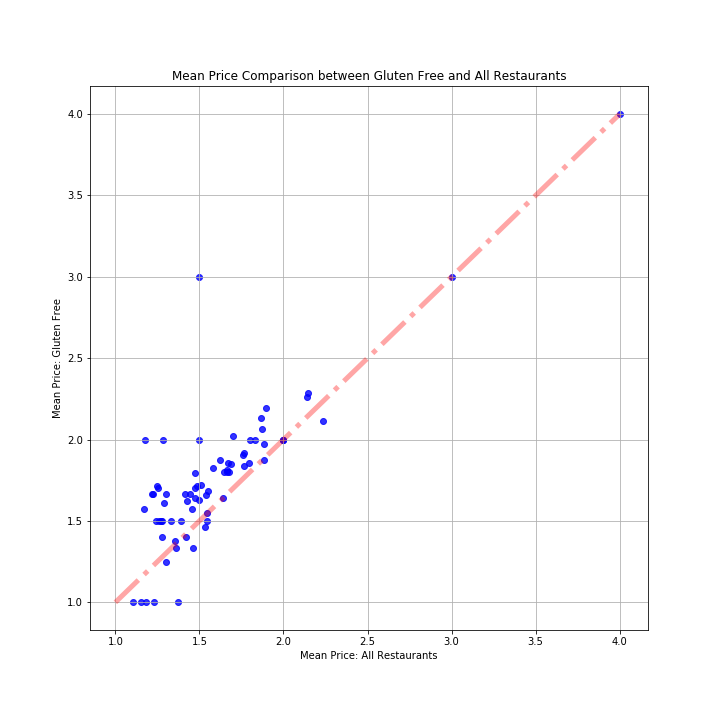 Mean Price Comparison between Gluten Free and All Restaurants
4.0
3.5
3.0
2.5
2.0
1.5
1.0
Mean Price: Gluten Free
1.0 1.5 2.0 2.5 3.0 3.5 4.0
Mean Price: All Restaurants